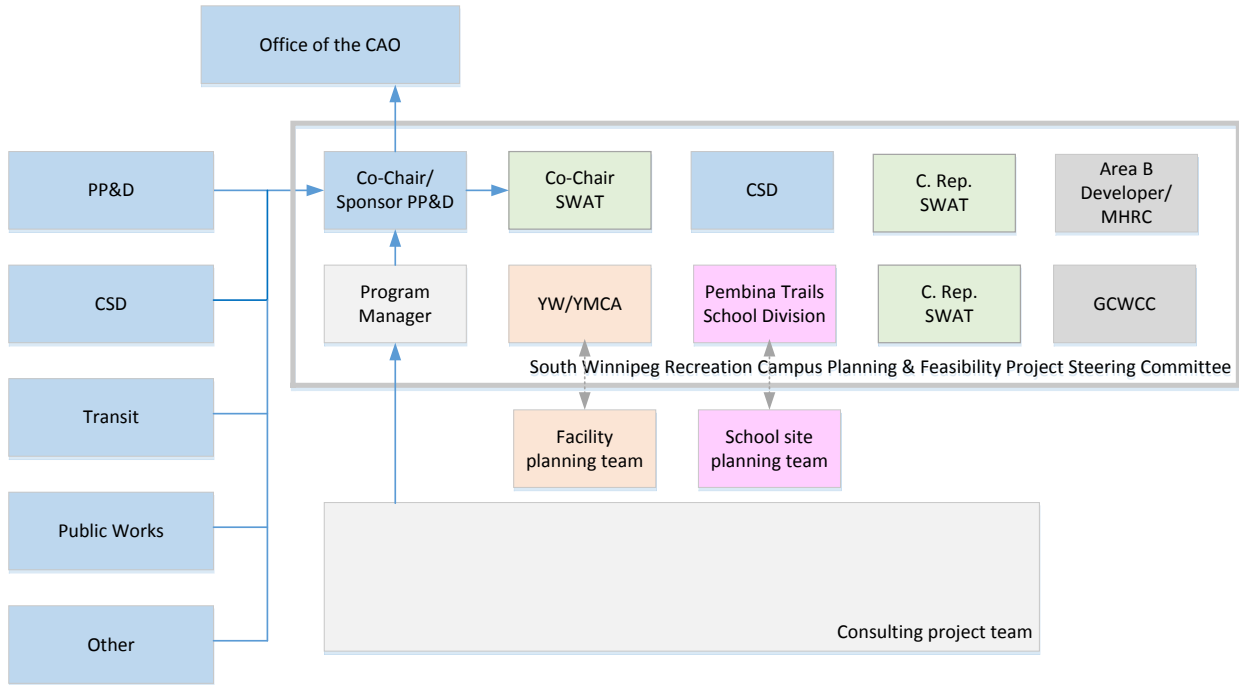 Office of the CAO
PP&D
Co-Chair/
Sponsor PP&D
Co-Chair
SWAT
CSD
C. Rep.
SWAT
Area B
Developer/
MHRC
CSD
Program
Manager
YW/YMCA
Pembina Trails
School Division
C. Rep.
SWAT
GCWCC
South Winnipeg Recreation Campus Planning & Feasibility Project Steering Committee
Transit
Facility
planning team
School site
planning team
Public Works
Other
Consulting project team